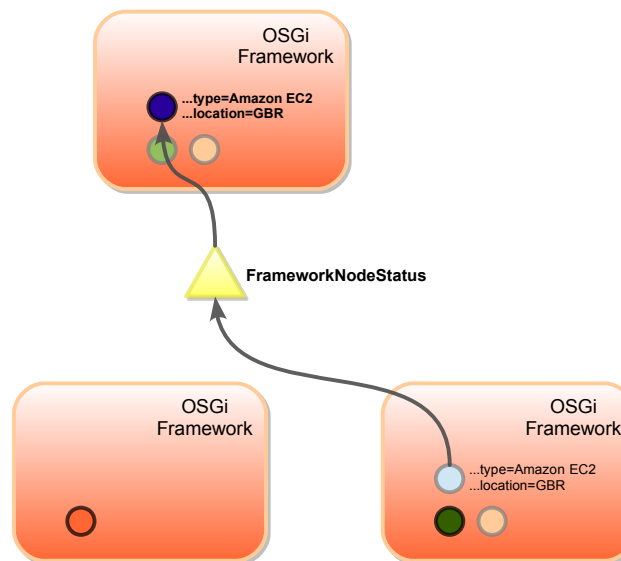 OSGi
Framework
...type=Amazon EC2
...location=GBR
FrameworkNodeStatus
OSGi
Framework
OSGi
Framework
...type=Amazon EC2
...location=GBR